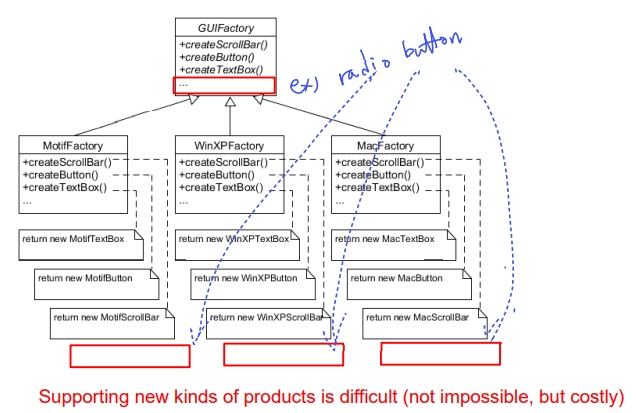 GUIFactory
+createScrollBar()
+createButton()
+createTextBox()
...
ex) radio button
MotifFactory
+createScrollBar()
+createButton()
+createTextBox()
...
WinXPFactory
+createScrollBar()
+createButton()
+createTextBox()
...
MacFactory
+createScrollBar()
+createButton()
+createTextBox()
...
return new MotifTextBox
return new WinXPTextBox
return new MacTextBox
return new MotifButton
return new WinXPButton
return new MacButton
return new MotifScrollBar
return new WinXPScrollBar
return new MacScrollBar
Supporting new kinds of products is difficult (not impossible, but costly)